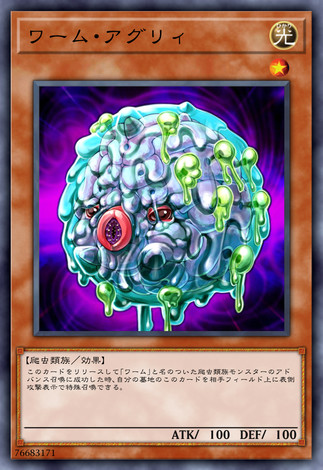 ワーム・アグリィ
光
【爬虫類族／効果】
このカードをリリースして「ワーム」と名のついた爬虫類族モンスターのアド
バンス召喚に成功した時、自分の墓地のこのカードを相手フィールド上に表側
攻撃表示で特殊召喚できる。
ATK/ 100 DEF/ 100
76683171